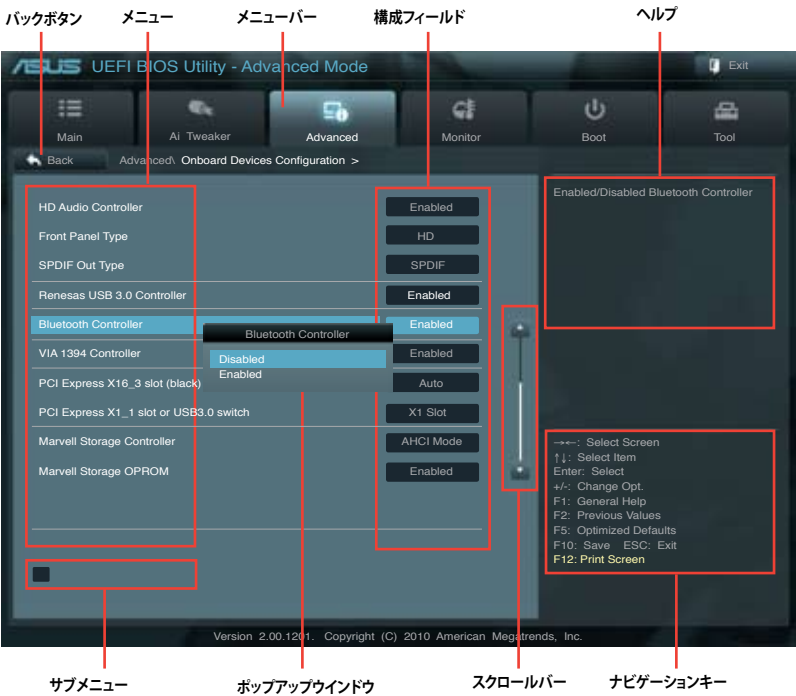 バックボタン メニュー メニューバー 構成フィールド ヘルプ
ASUS UEFI BIOS Utility - Advanced Mode Exit
Main Ai Tweaker Advanced Monitor Boot Tool
Back Advanced\ Onboard Devices Configuration >
Enabled/Disabled Bluetooth Controller
HD Audio Controller Enabled
Front Panel Type HD
SPDIF Out Type SPDIF
Renesas USB 3.0 Controller Enabled
Bluetooth Controller Enabled
Bluetooth Controller
Disabled
Enabled
VIA 1394 Controller Enabled
PCI Express X16_3 slot (black) Auto
PCI Express X1_1 slot or USB3.0 switch X1 Slot
Marvell Storage Controller AHCI Mode
Marvell Storage OPROM Enabled
→←: Select Screen
↑↓: Select Item
Enter: Select
+/-: Change Opt.
F1: General Help
F2: Previous Values
F5: Optimized Defaults
F10: Save ESC: Exit
F12: Print Screen
Version 2.00.1201. Copyright (C) 2010 American Megatrends, Inc.
サブメニュー ポップアップウインドウ スクロールバー ナビゲーションキー